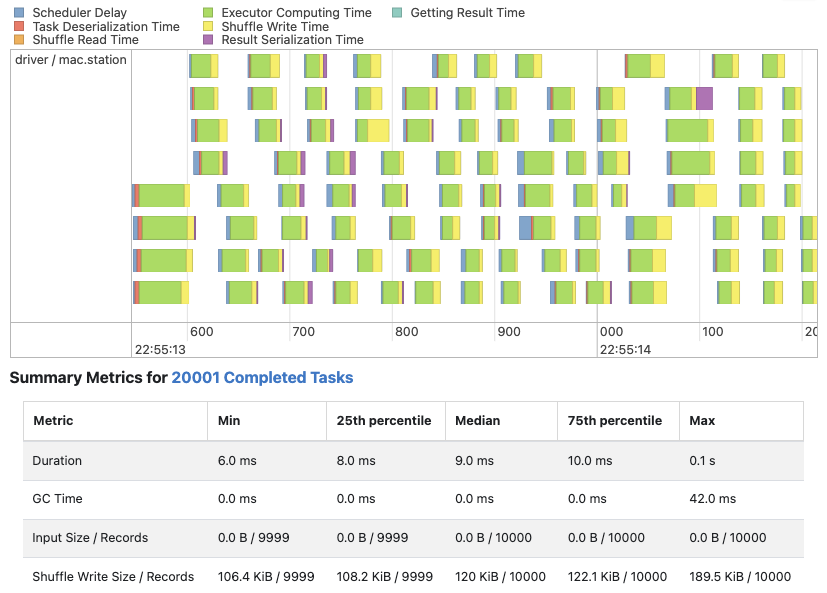 Scheduler Delay Executor Computing Time Getting Result Time
Task Deserialization Time Shuffle Write Time
Shuffle Read Time Result Serialization Time
driver / mac.station
600 700 800 900 000 100 20
22:55:13 22:55:14
Summary Metrics for 20001 Completed Tasks
Metric Min 25th percentile Median 75th percentile Max
Duration 6.0 ms 8.0 ms 9.0 ms 10.0 ms 0.1 s
GC Time 0.0 ms 0.0 ms 0.0 ms 0.0 ms 42.0 ms
Input Size / Records 0.0 B / 9999 0.0 B / 9999 0.0 B / 10000 0.0 B / 10000 0.0 B / 10000
Shuffle Write Size / Records 106.4 KiB / 9999 108.2 KiB / 9999 120 KiB / 10000 122.1 KiB / 10000 189.5 KiB / 10000